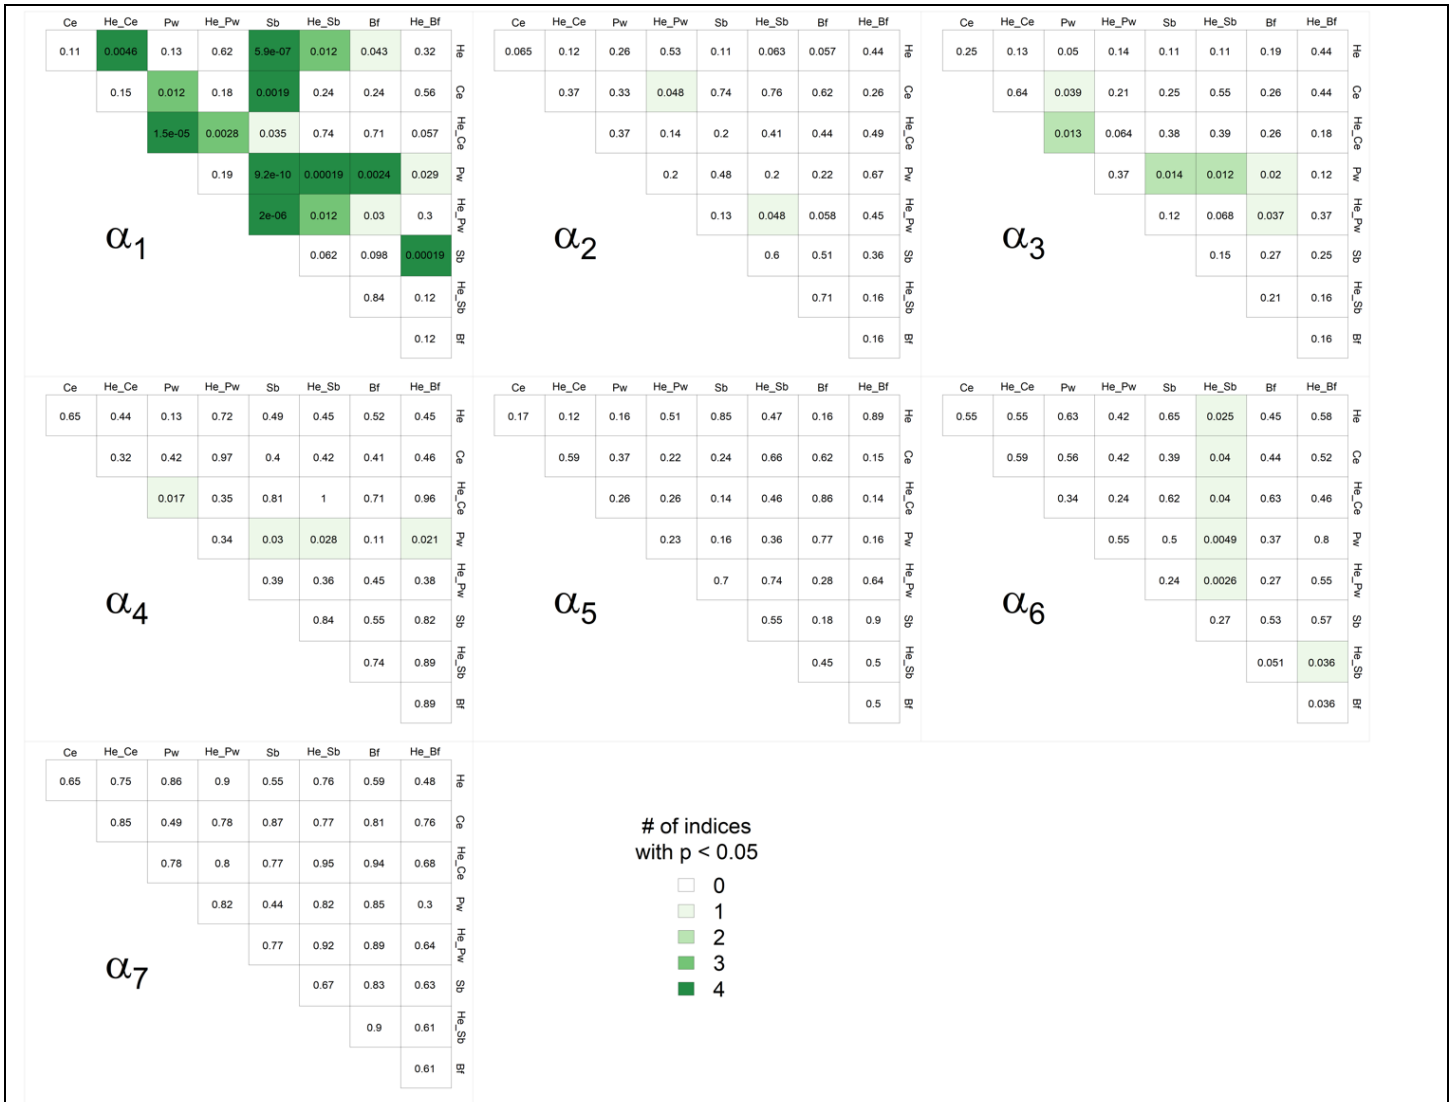 Ce He_Ce Pw He_Pw Sb He_Sb Bf He_Bf
0.11 0.0046 0.13 0.62 5.9e-07 0.012 0.043 0.32 He
0.15 0.012 0.18 0.0019 0.24 0.24 0.56 Ce
1.5e-05 0.0028 0.035 0.74 0.71 0.057 He_Ce
0.19 9.2e-10 0.00019 0.0024 0.029 Pw
2e-06 0.012 0.03 0.3 He_Pw
α1
0.062 0.098 0.00019 Sb
0.84 0.12 He_Sb
0.12 Bf
Ce He_Ce Pw He_Pw Sb He_Sb Bf He_Bf
0.065 0.12 0.26 0.53 0.11 0.063 0.057 0.44 He
0.37 0.33 0.048 0.74 0.76 0.62 0.26 Ce
0.37 0.14 0.2 0.41 0.44 0.49 He_Ce
0.2 0.48 0.2 0.22 0.67 Pw
0.13 0.048 0.058 0.45 He_Pw
α2
0.6 0.51 0.36 Sb
0.71 0.16 He_Sb
0.16 Bf
Ce He_Ce Pw He_Pw Sb He_Sb Bf He_Bf
0.25 0.13 0.05 0.14 0.11 0.11 0.19 0.44 He
0.64 0.039 0.21 0.25 0.55 0.26 0.44 Ce
0.013 0.064 0.38 0.39 0.26 0.18 He_Ce
0.37 0.014 0.012 0.02 0.12 Pw
0.12 0.068 0.037 0.37 He_Pw
α3
0.15 0.27 0.25 Sb
0.21 0.16 He_Sb
0.16 Bf
Ce He_Ce Pw He_Pw Sb He_Sb Bf He_Bf
0.65 0.44 0.13 0.72 0.49 0.45 0.52 0.45 He
0.32 0.42 0.97 0.4 0.42 0.41 0.46 Ce
0.017 0.35 0.81 1 0.71 0.96 He_Ce
0.34 0.03 0.028 0.11 0.021 Pw
0.39 0.36 0.45 0.38 He_Pw
α4
0.84 0.55 0.82 Sb
0.74 0.89 He_Sb
0.89 Bf
Ce He_Ce Pw He_Pw Sb He_Sb Bf He_Bf
0.17 0.12 0.16 0.51 0.85 0.47 0.16 0.89 He
0.59 0.37 0.22 0.24 0.66 0.62 0.15 Ce
0.26 0.26 0.14 0.46 0.86 0.14 He_Ce
0.23 0.16 0.36 0.77 0.16 Pw
0.7 0.74 0.28 0.64 He_Pw
α5
0.55 0.18 0.9 Sb
0.45 0.5 He_Sb
0.5 Bf
Ce He_Ce Pw He_Pw Sb He_Sb Bf He_Bf
0.55 0.55 0.63 0.42 0.65 0.025 0.45 0.58 He
0.59 0.56 0.42 0.39 0.04 0.44 0.52 Ce
0.34 0.24 0.62 0.04 0.63 0.46 He_Ce
0.55 0.5 0.0049 0.37 0.8 Pw
0.24 0.0026 0.27 0.55 He_Pw
α6
0.27 0.53 0.57 Sb
0.051 0.036 He_Sb
0.036 Bf
Ce He_Ce Pw He_Pw Sb He_Sb Bf He_Bf
0.65 0.75 0.86 0.9 0.55 0.76 0.59 0.48 He
0.85 0.49 0.78 0.87 0.77 0.81 0.76 Ce
0.78 0.8 0.77 0.95 0.94 0.68 He_Ce
0.82 0.44 0.82 0.85 0.3 Pw
0.77 0.92 0.89 0.64 He_Pw
α7
0.67 0.83 0.63 Sb
0.9 0.61 He_Sb
0.61 Bf
# of indices
with p < 0.05
0
1
2
3
4